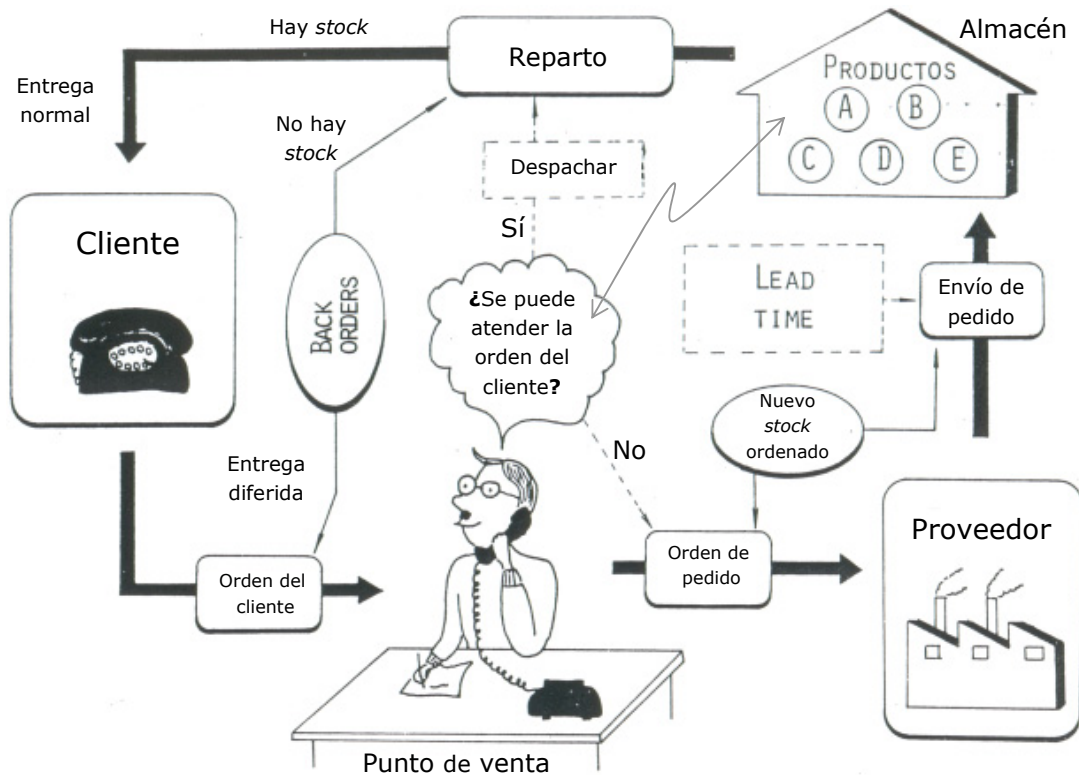 Hay stock
Reparto
Almacén
PRODUCTOS
A B
C D E
Entrega
normal
No hay
stock
Despachar
Sí
Cliente
BACK
ORDERS
¿Se puede
atender la
orden del
cliente?
LEAD
TIME
Envío de
pedido
Nuevo
stock
ordenado
No
Entrega
diferida
Orden del
cliente
Orden de
pedido
Proveedor
Punto de venta